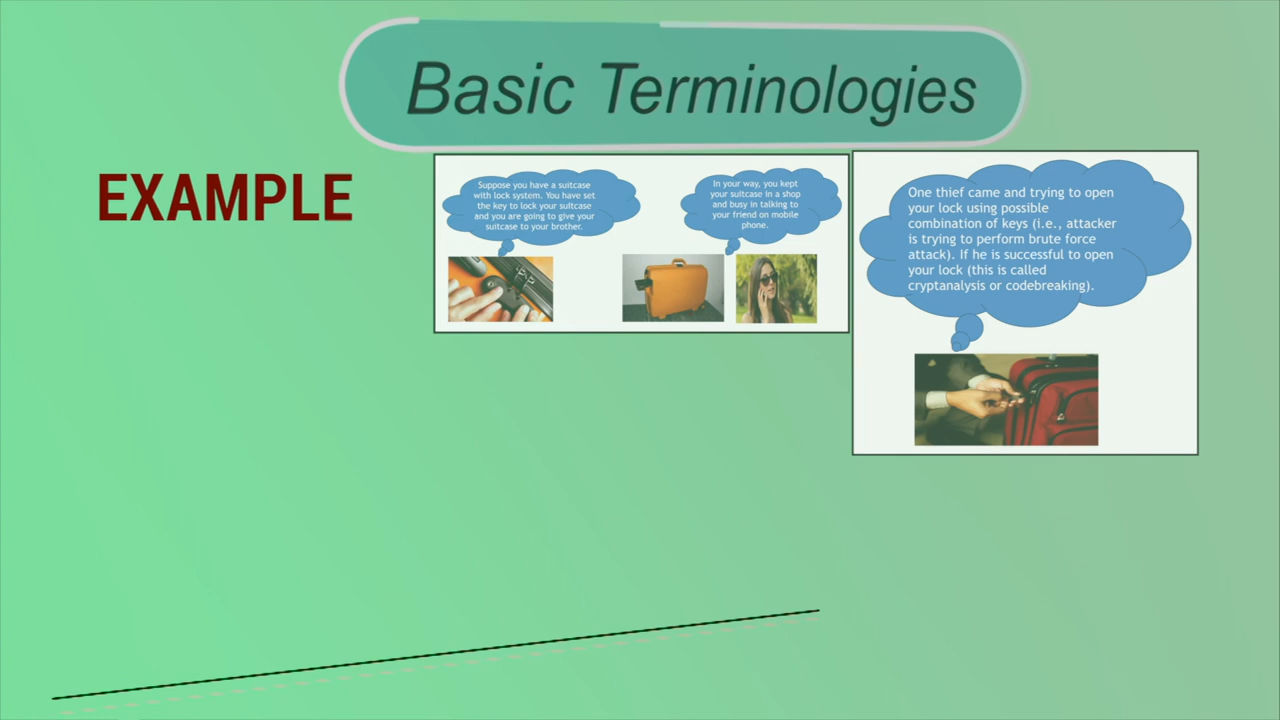 Basic Terminologies
EXAMPLE
Suppose you have a suitcase
with lock system. You have set
the key to lock your suitcase
and you are going to give your
suitcase to your brother.
In your way, you kept
your suitcase in a shop
and busy in talking to
your friend on mobile
phone.
One thief came and trying to open
your lock using possible
combination of keys (i.e., attacker
is trying to perform brute force
attack). If he is successful to open
your lock (this is called
cryptanalysis or codebreaking).